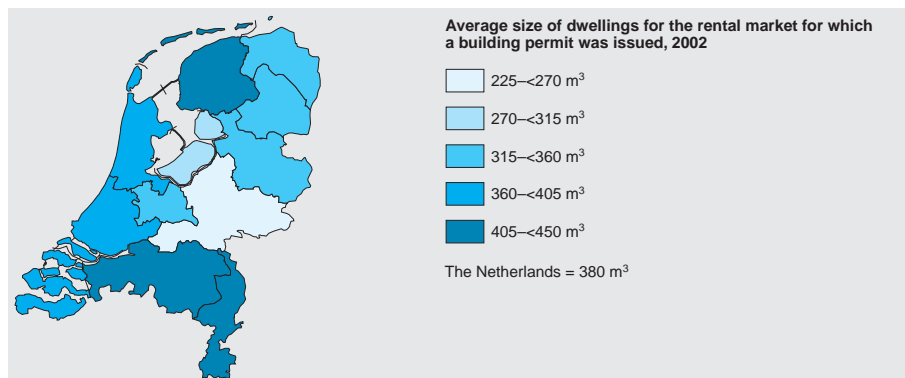 Average size of dwellings for the rental market for which
a building permit was issued, 2002
225–<270 m³
270–<315 m³
315–<360 m³
360–<405 m³
405–<450 m³
The Netherlands = 380 m³